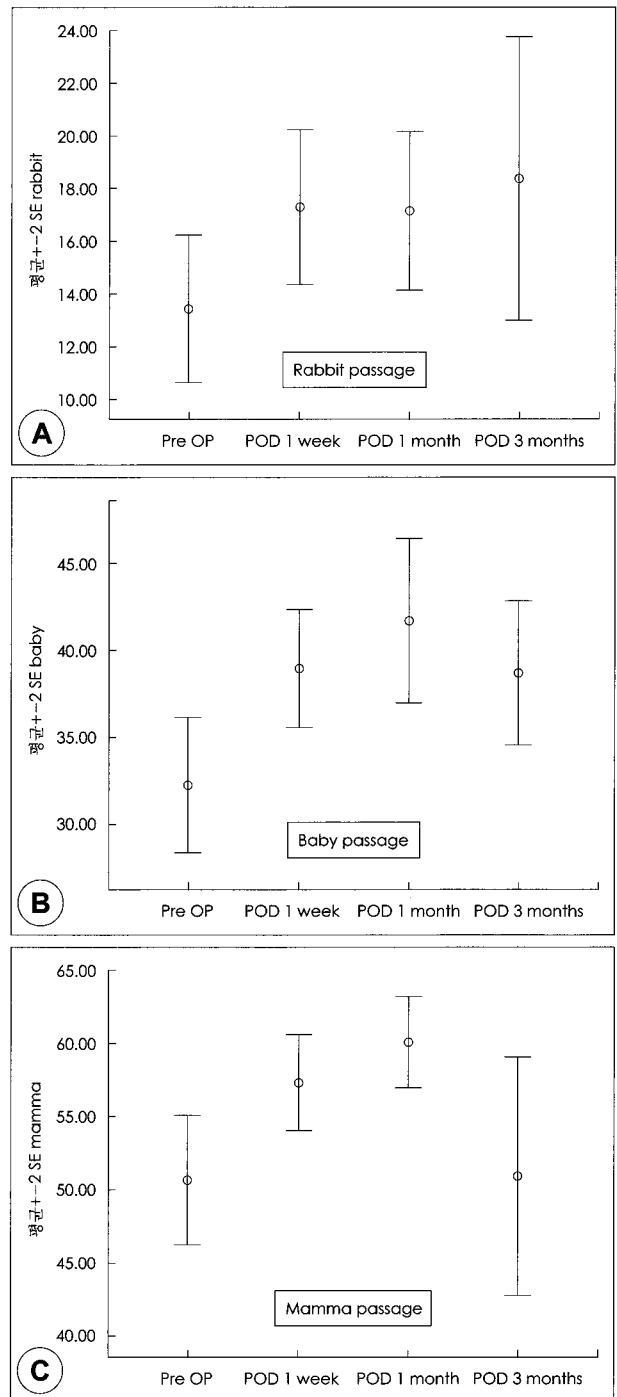 24.00
22.00
20.00
18.00
16.00
14.00
12.00
10.00
평균+−2 SE rabbit
Rabbit passage
A
Pre OP POD 1 week POD 1 month POD 3 months
45.00
40.00
35.00
30.00
평균+−2 SE baby
Baby passage
B
Pre OP POD 1 week POD 1 month POD 3 months
65.00
60.00
55.00
50.00
45.00
40.00
평균+−2 SE mamma
Mamma passage
C
Pre OP POD 1 week POD 1 month POD 3 months